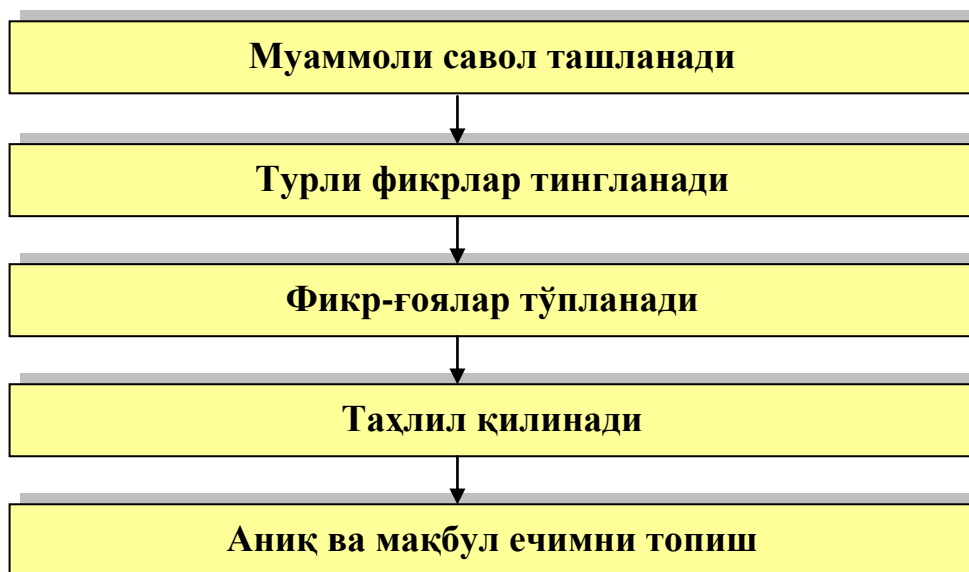 Муаммоли савол ташланади
Турли фикрлар тингланади
Фикр-ғоялар тўпланади
Таҳлил қилинади
Аниқ ва мақбул ечимни топиш